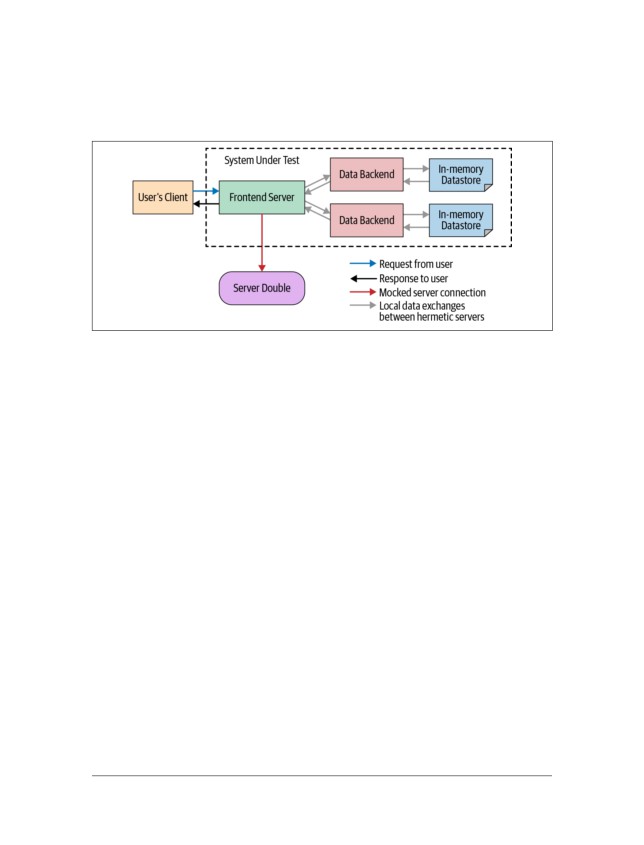 System Under Test
User's Client
Frontend Server
Data Backend
In-memory
Datastore
Data Backend
In-memory
Datastore
Server Double
Request from user
Response to user
Mocked server connection
Local data exchanges
between hermetic servers